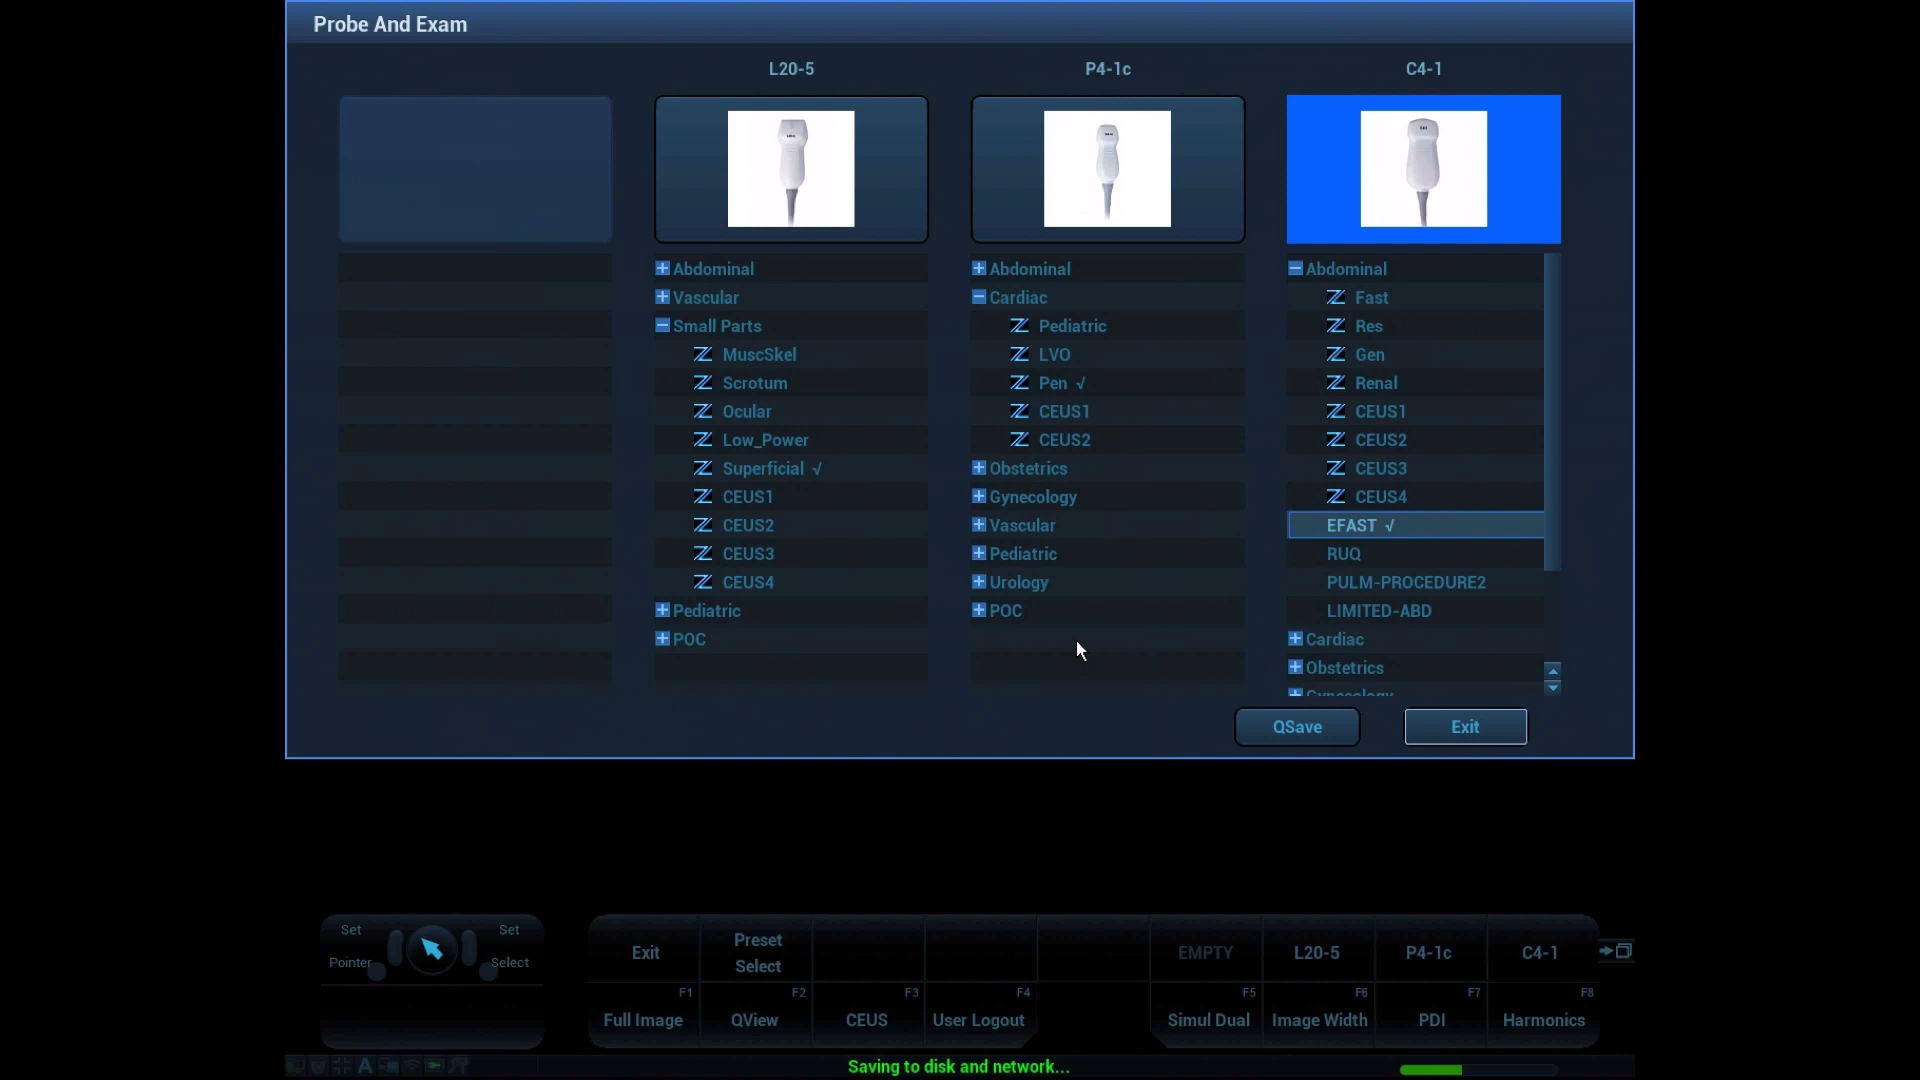 Probe And Exam
L20-5
P4-1c
C4-1
Abdominal
Vascular
Small Parts
MuscSkel
Scrotum
Ocular
Low_Power
Superficial √
CEUS1
CEUS2
CEUS3
CEUS4
Pediatric
POC
Abdominal
Cardiac
Pediatric
LVO
Pen √
CEUS1
CEUS2
Obstetrics
Gynecology
Vascular
Pediatric
Urology
POC
Abdominal
Fast
Res
Gen
Renal
CEUS1
CEUS2
CEUS3
CEUS4
EFAST √
RUQ
PULM-PROCEDURE2
LIMITED-ABD
Cardiac
Obstetrics
Gynecology
QSave
Exit
Set
Set
Pointer
Select
Exit
Preset
Select
EMPTY
L20-5
P4-1c
C4-1
F1
F2
F3
F4
F5
F6
F7
F8
Full Image
QView
CEUS
User Logout
Simul Dual
Image Width
PDI
Harmonics
A
Saving to disk and network...